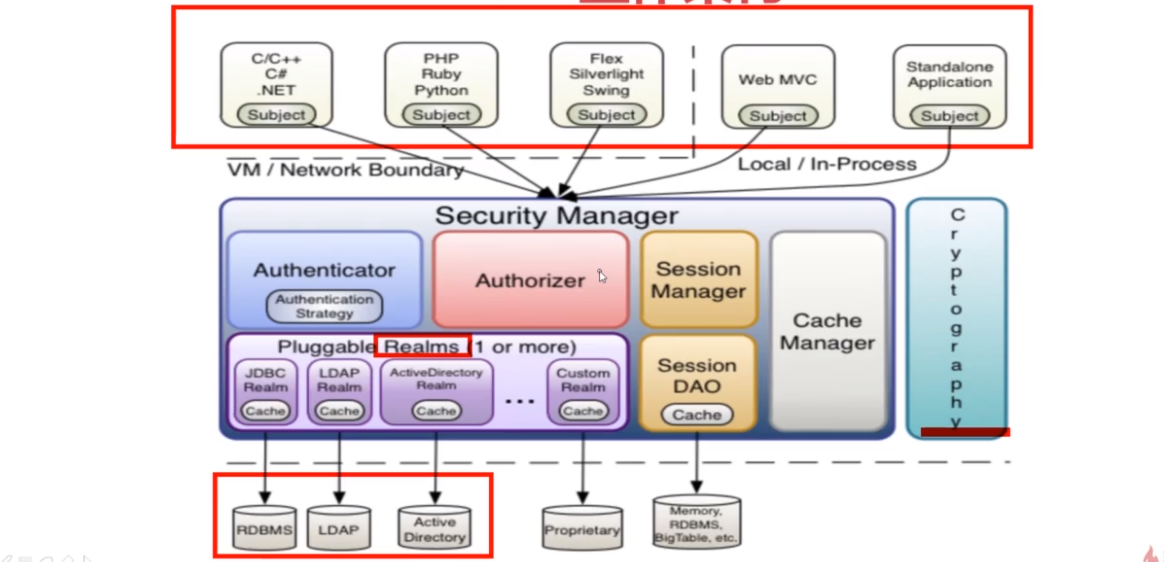 C/C++
C#
.NET
Subject
PHP
Ruby
Python
Subject
Flex
Silverlight
Swing
Subject
Web MVC
Subject
Standalone
Application
Subject
VM / Network Boundary
Local / In-Process
Security Manager
Authenticator
Authentication
Strategy
Authorizer
Session
Manager
Cache
Manager
Cryptography
Pluggable Realms (1 or more)
JDBC
Realm
Cache
LDAP
Realm
Cache
ActiveDirectory
Realm
Cache
...
Custom
Realm
Cache
Session
DAO
Cache
RDBMS
LDAP
Active
Directory
Proprietary
Memory,
RDBMS,
BigTable, etc.